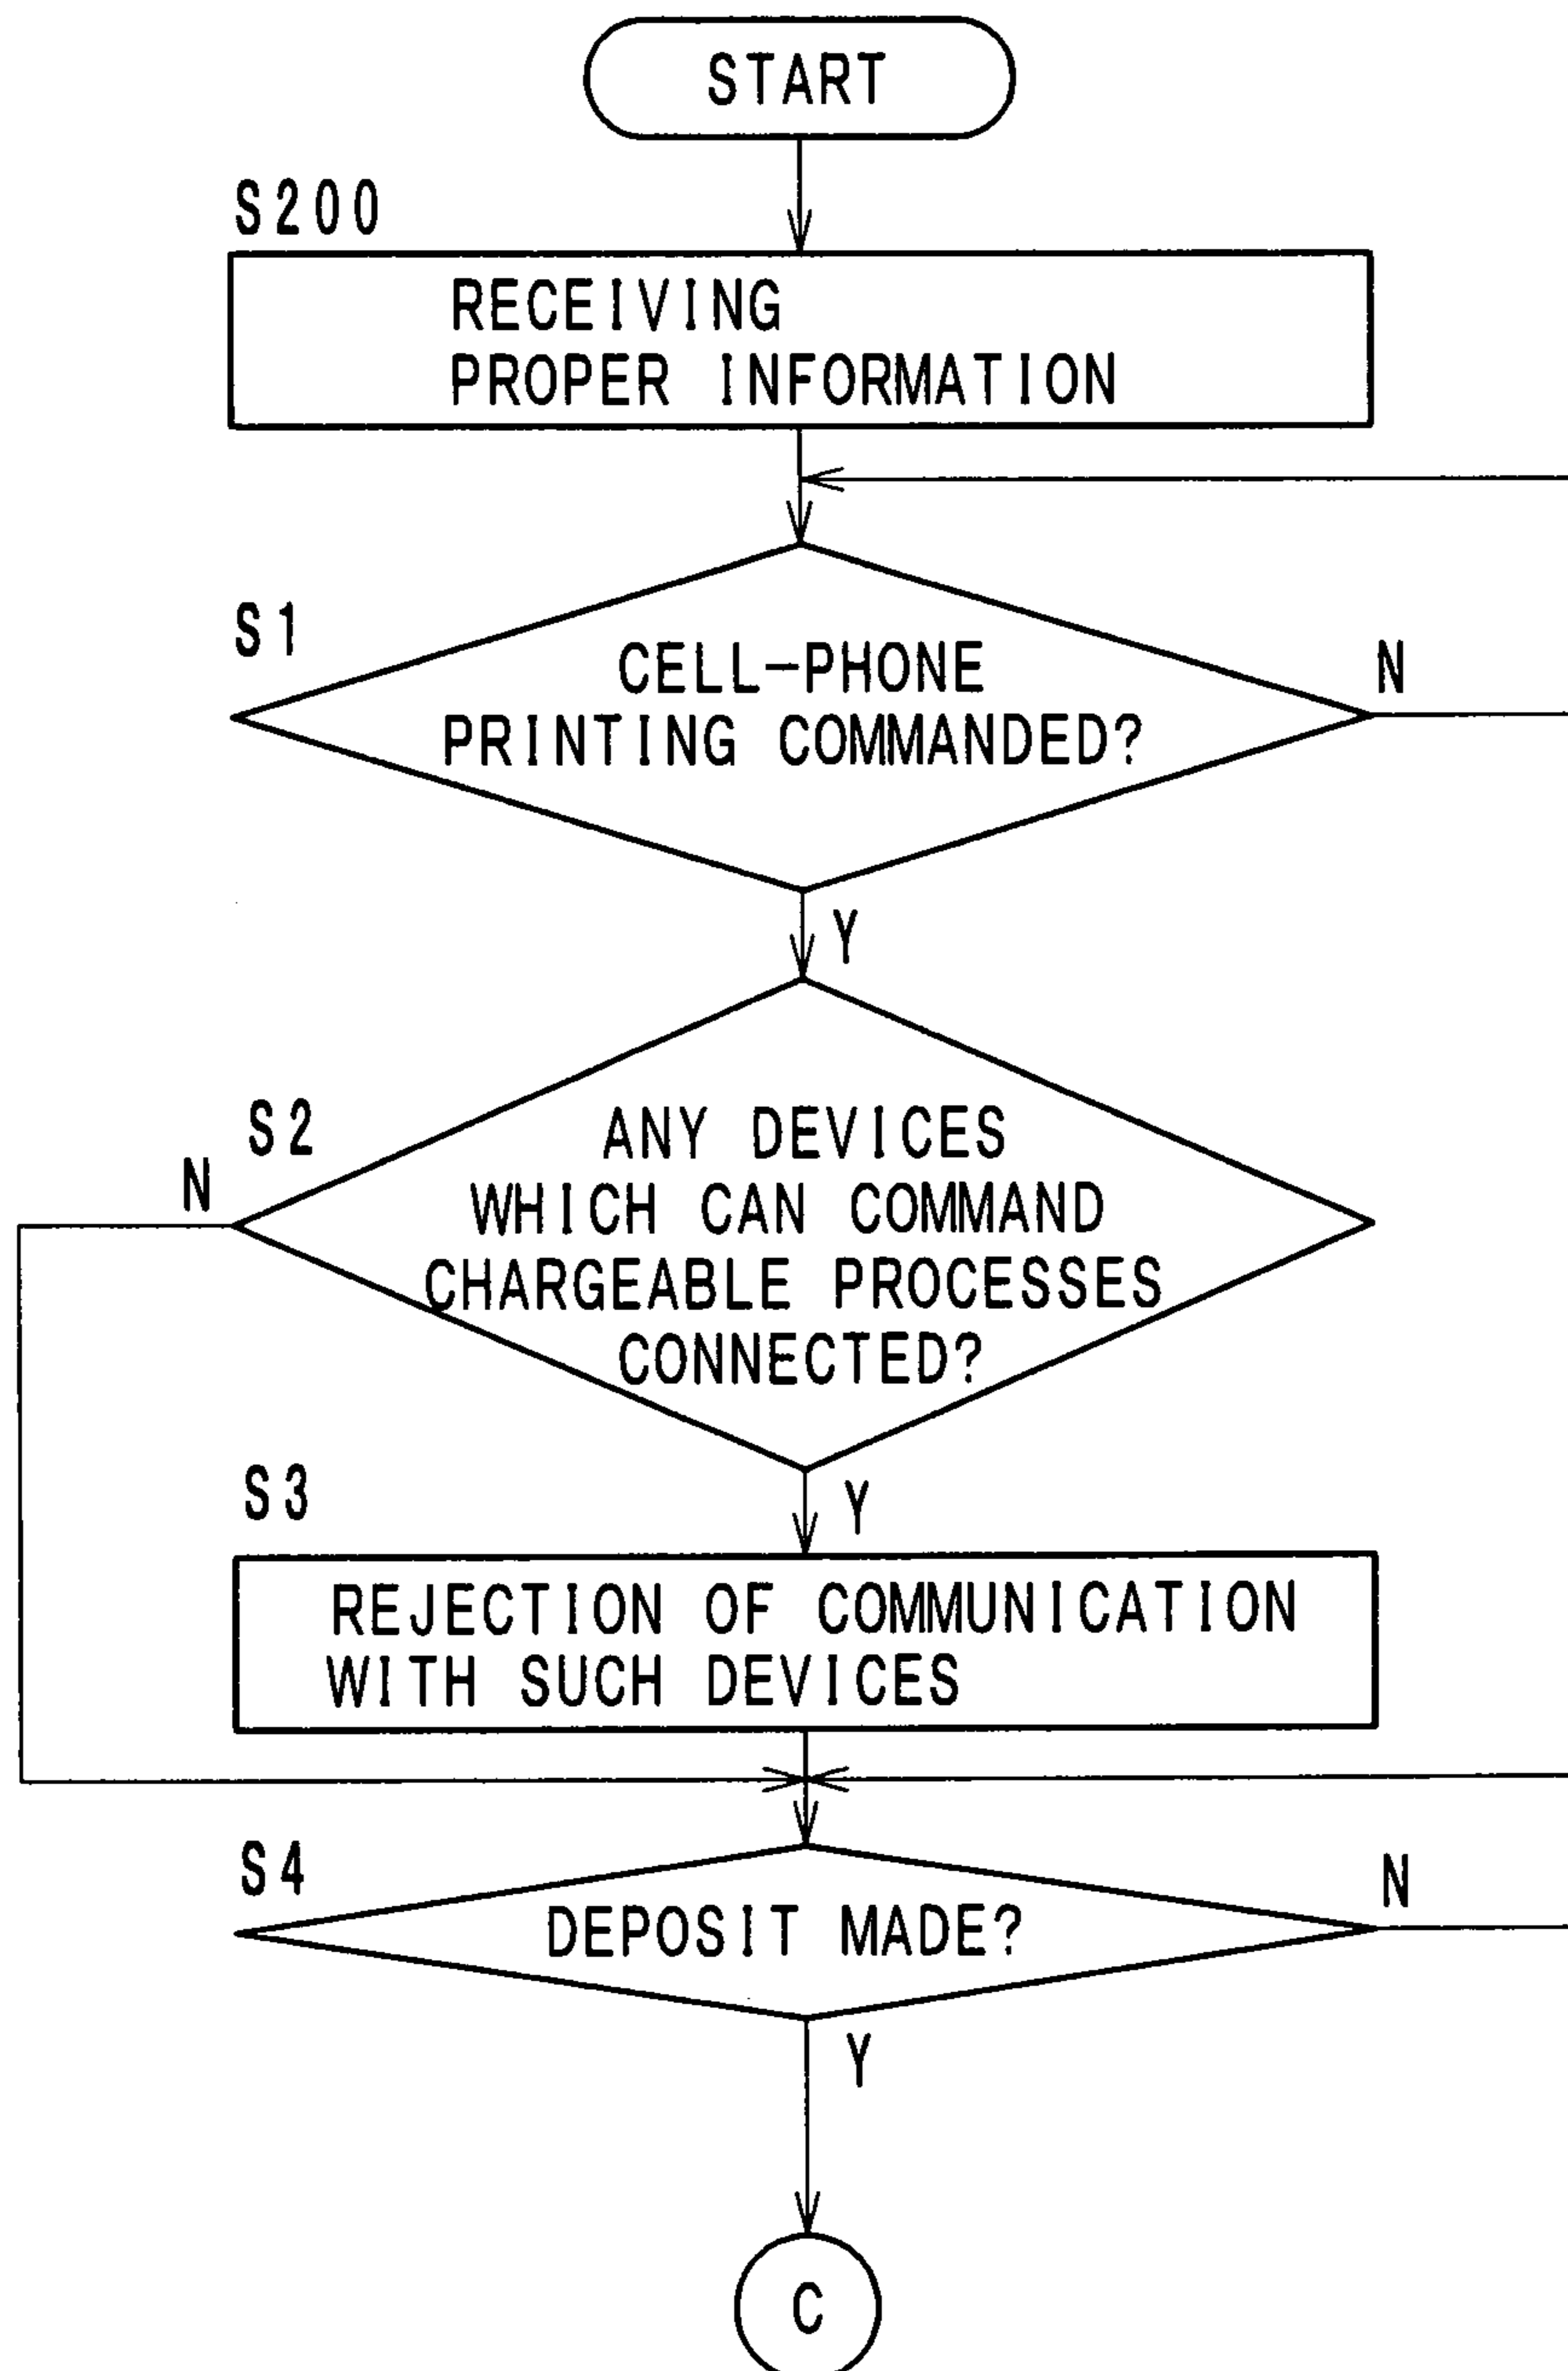 START
S200
RECEIVING
PROPER INFORMATION
S1
CELL-PHONE
PRINTING COMMANDED?
N
Y
S2
N
ANY DEVICES
WHICH CAN COMMAND
CHARGEABLE PROCESSES
CONNECTED?
Y
S3
REJECTION OF COMMUNICATION
WITH SUCH DEVICES
S4
N
DEPOSIT MADE?
Y
C